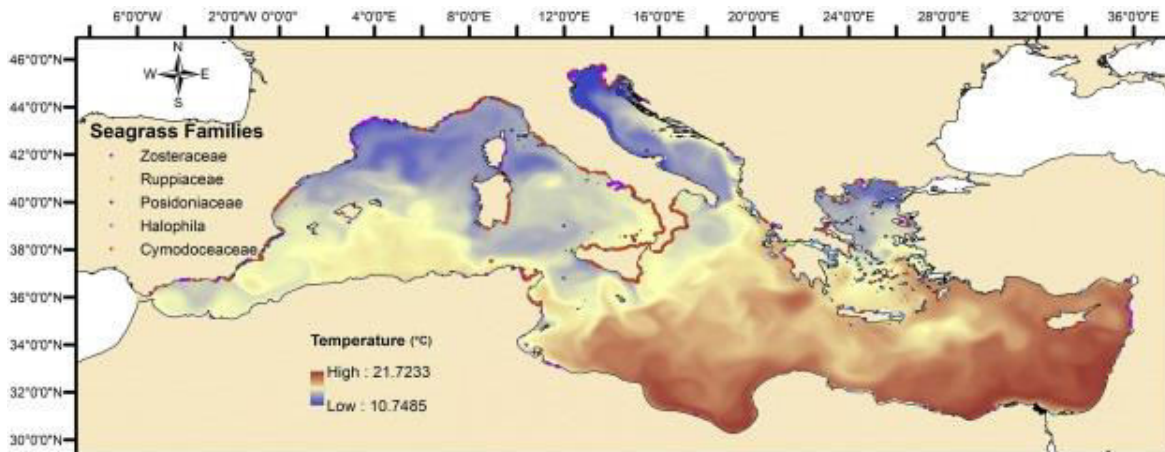 6°0'0"W 2°0'0"W 0°0'0" 4°0'0"E 8°0'0"E 12°0'0"E 16°0'0"E 20°0'0"E 24°0'0"E 28°0'0"E 32°0'0"E 36°0'0"E
46°0'0"N
44°0'0"N
42°0'0"N
40°0'0"N
38°0'0"N
36°0'0"N
34°0'0"N
32°0'0"N
30°0'0"N
N
W E
S
Seagrass Families
Zosteraceae
Ruppiaceae
Posidoniaceae
Halophila
Cymodoceaceae
Temperature (°C)
High : 21.7233
Low : 10.7485